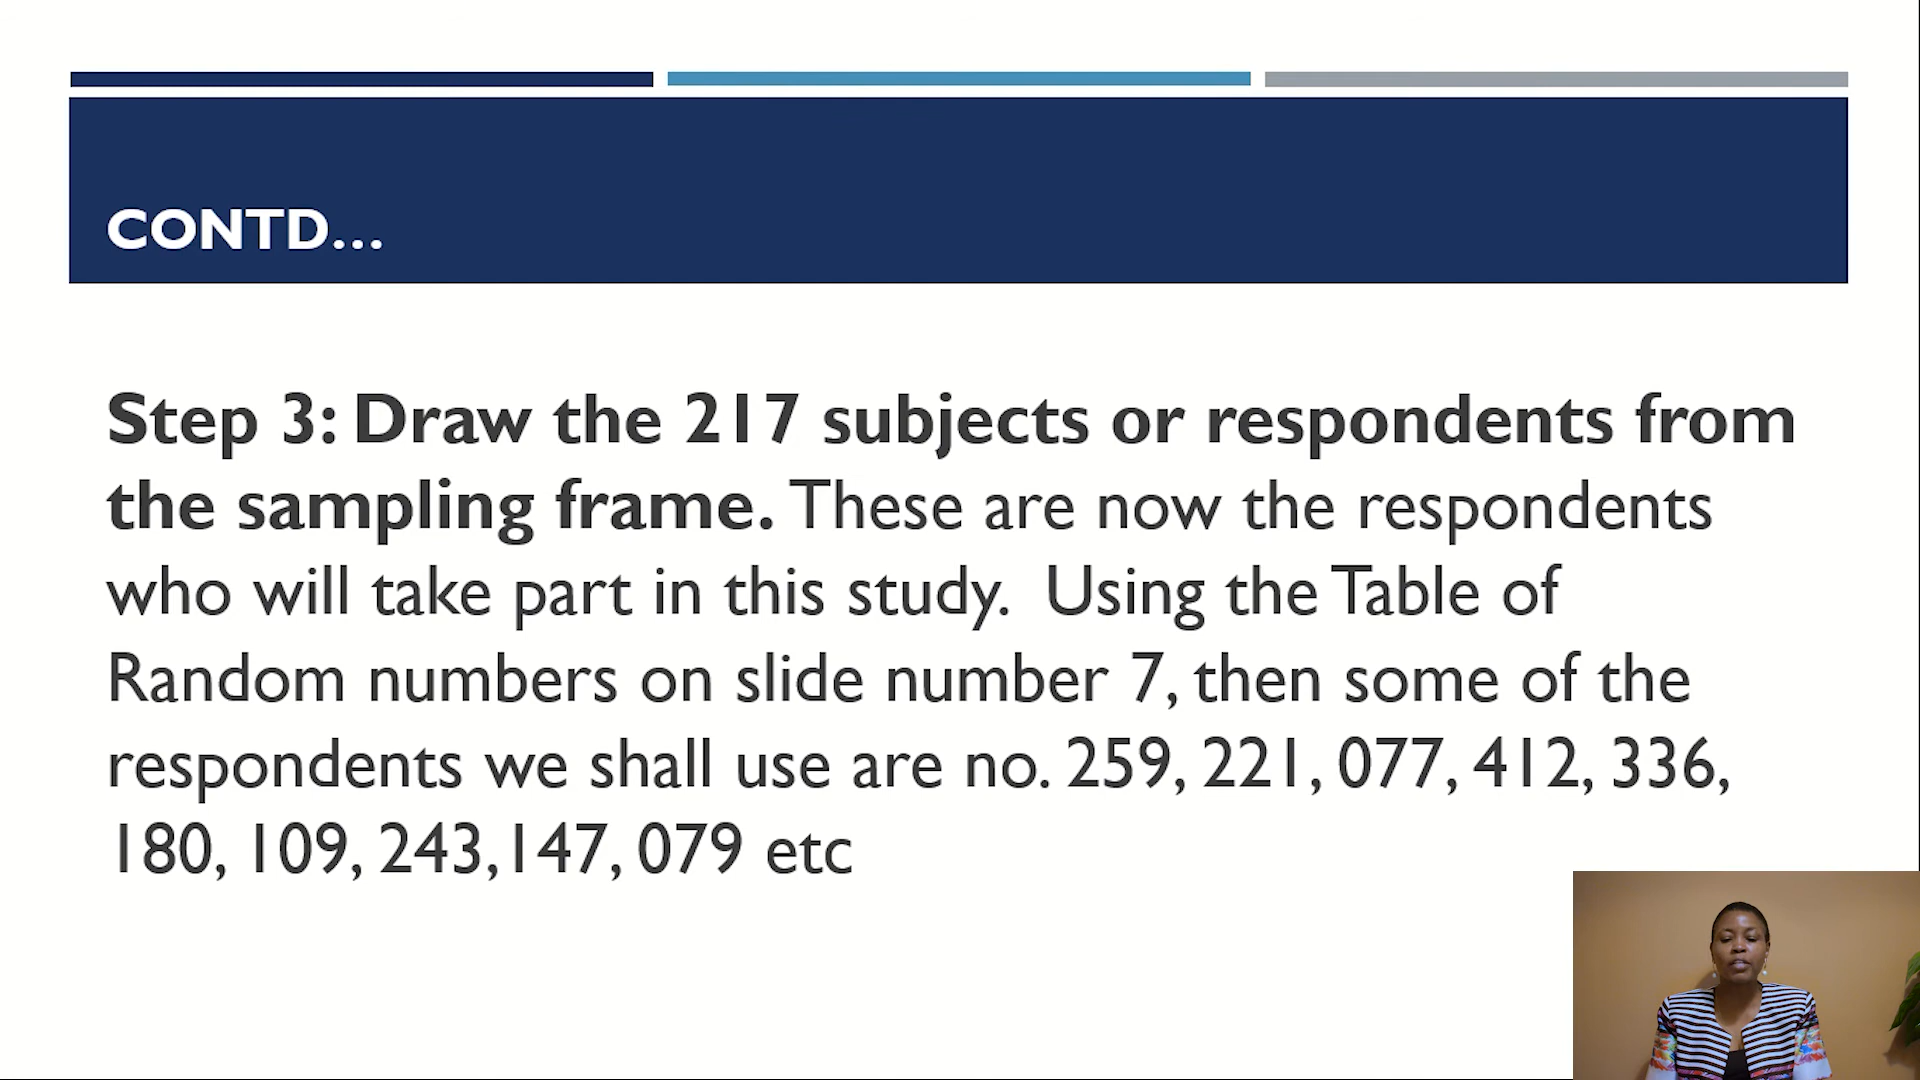 CONTD...
Step 3: Draw the 217 subjects or respondents from
the sampling frame. These are now the respondents
who will take part in this study.  Using the Table of
Random numbers on slide number 7, then some of the
respondents we shall use are no. 259, 221, 077, 412, 336,
180, 109, 243,147, 079 etc